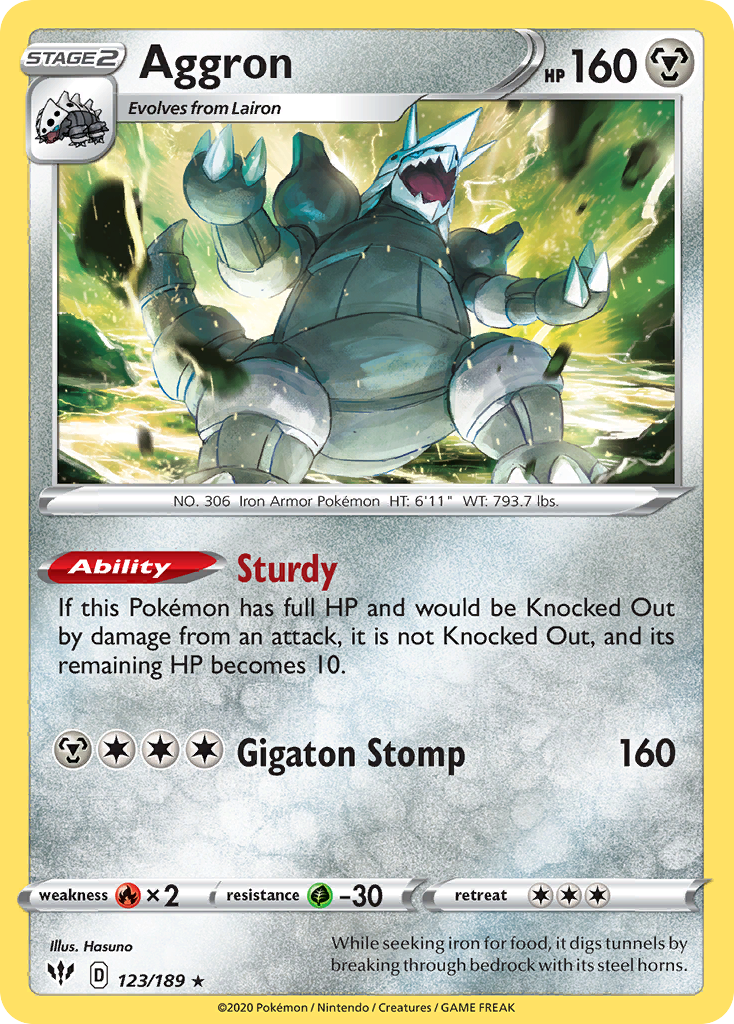 STAGE2
Aggron
HP 160
Evolves from Lairon
NO. 306 Iron Armor Pokémon HT: 6'11" WT: 793.7 lbs.
Ability Sturdy
If this Pokémon has full HP and would be Knocked Out
by damage from an attack, it is not Knocked Out, and its
remaining HP becomes 10.
Gigaton Stomp 160
weakness ×2 resistance -30 retreat
Illus. Hasuno
While seeking iron for food, it digs tunnels by
breaking through bedrock with its steel horns.
D 123/189 ★
©2020 Pokémon / Nintendo / Creatures / GAME FREAK